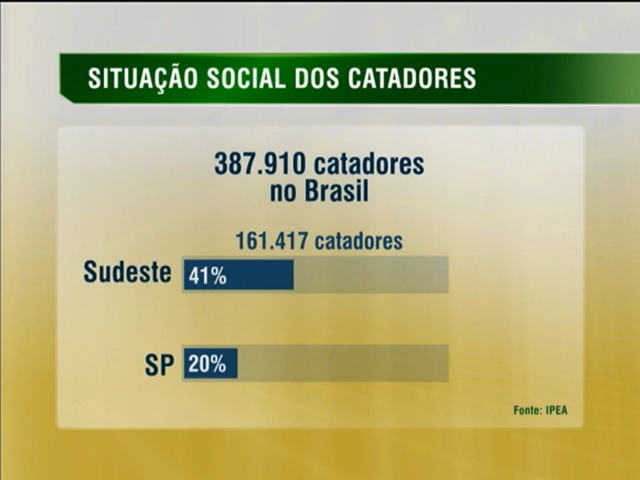 SITUAÇÃO SOCIAL DOS CATADORES
387.910 catadores
no Brasil
161.417 catadores
Sudeste 41%
SP 20%
Fonte: IPEA